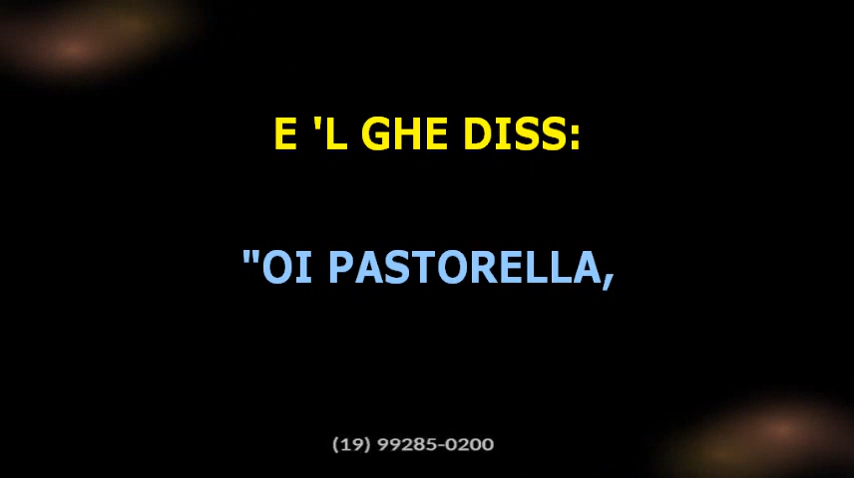 E 'L GHE DISS:
"OI PASTORELLA,
(19) 99285-0200